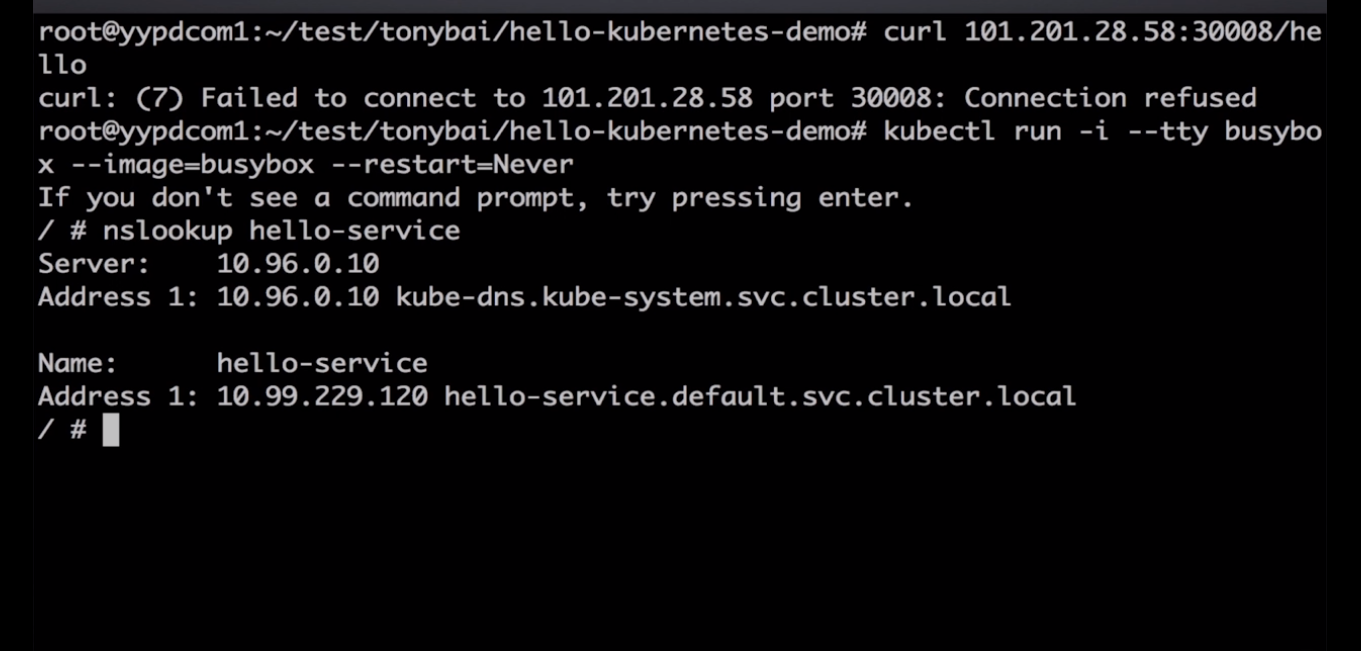 root@yypdcom1:~/test/tonybai/hello-kubernetes-demo# curl 101.201.28.58:30008/he
llo
curl: (7) Failed to connect to 101.201.28.58 port 30008: Connection refused
root@yypdcom1:~/test/tonybai/hello-kubernetes-demo# kubectl run -i --tty busybo
x --image=busybox --restart=Never
If you don't see a command prompt, try pressing enter.
/ # nslookup hello-service
Server:    10.96.0.10
Address 1: 10.96.0.10 kube-dns.kube-system.svc.cluster.local

Name:      hello-service
Address 1: 10.99.229.120 hello-service.default.svc.cluster.local
/ #